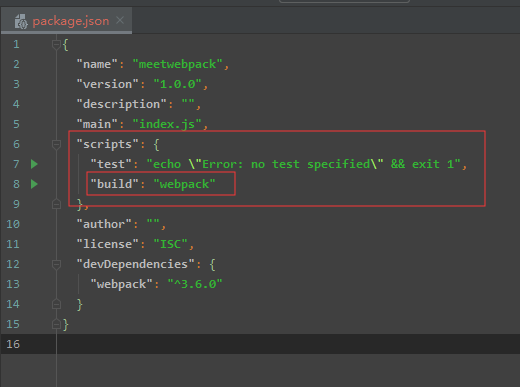 package.json
1 {
2 "name": "meetwebpack",
3 "version": "1.0.0",
4 "description": "",
5 "main": "index.js",
6 "scripts": {
7 "test": "echo \"Error: no test specified\" && exit 1",
8 "build": "webpack"
9 },
10 "author": "",
11 "license": "ISC",
12 "devDependencies": {
13 "webpack": "^3.6.0"
14 }
15 }
16